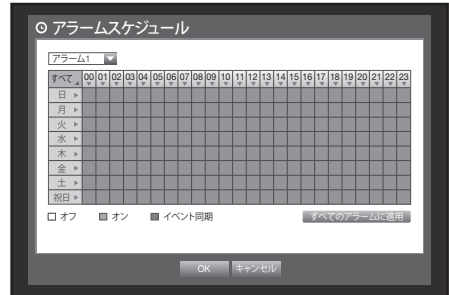 アラームスケジュール
アラーム1
すべて 00 01 02 03 04 05 06 07 08 09 10 11 12 13 14 15 16 17 18 19 20 21 22 23
日
月
火
水
木
金
土
祝日
オフ オン イベント同期 すべてのアラームに適用
OK キャンセル